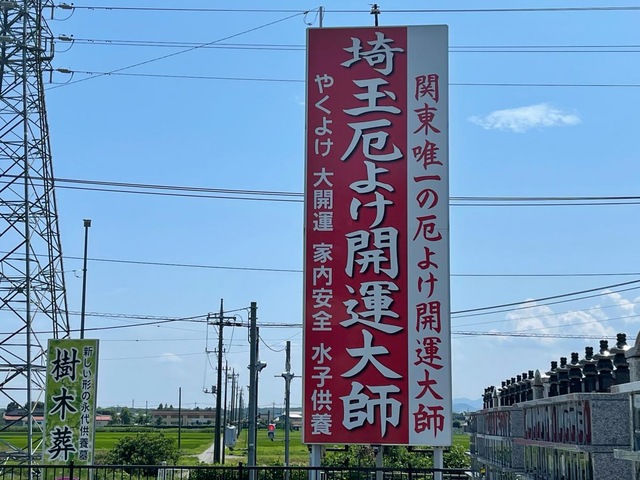 関東唯一の厄よけ開運大師
埼玉厄よけ開運大師
やくよけ 大開運 家内安全 水子供養
新しい形の永代供養墓
樹木葬